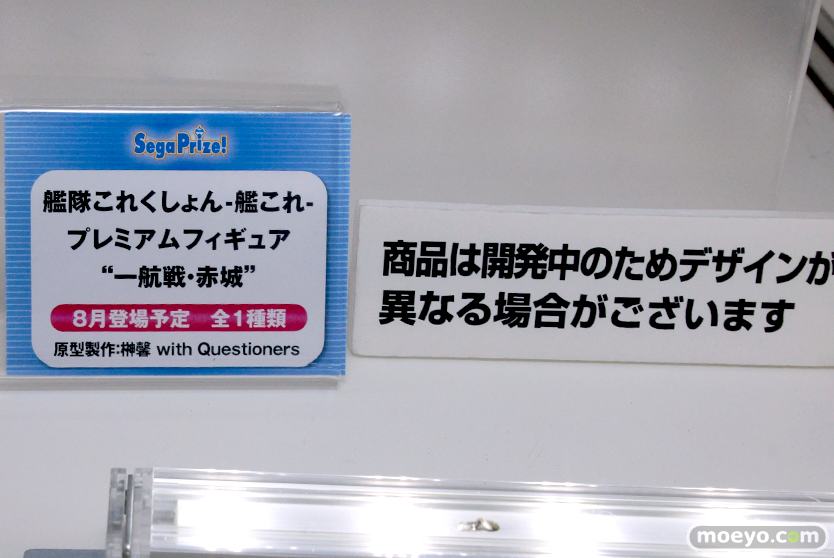 SegaPrize!
艦隊これくしょん-艦これ-
プレミアムフィギュア
“一航戦・赤城”
8月登場予定 全1種類
原型製作:榊馨 with Questioners
商品は開発中のためデザインが
異なる場合がございます
moeyo.com